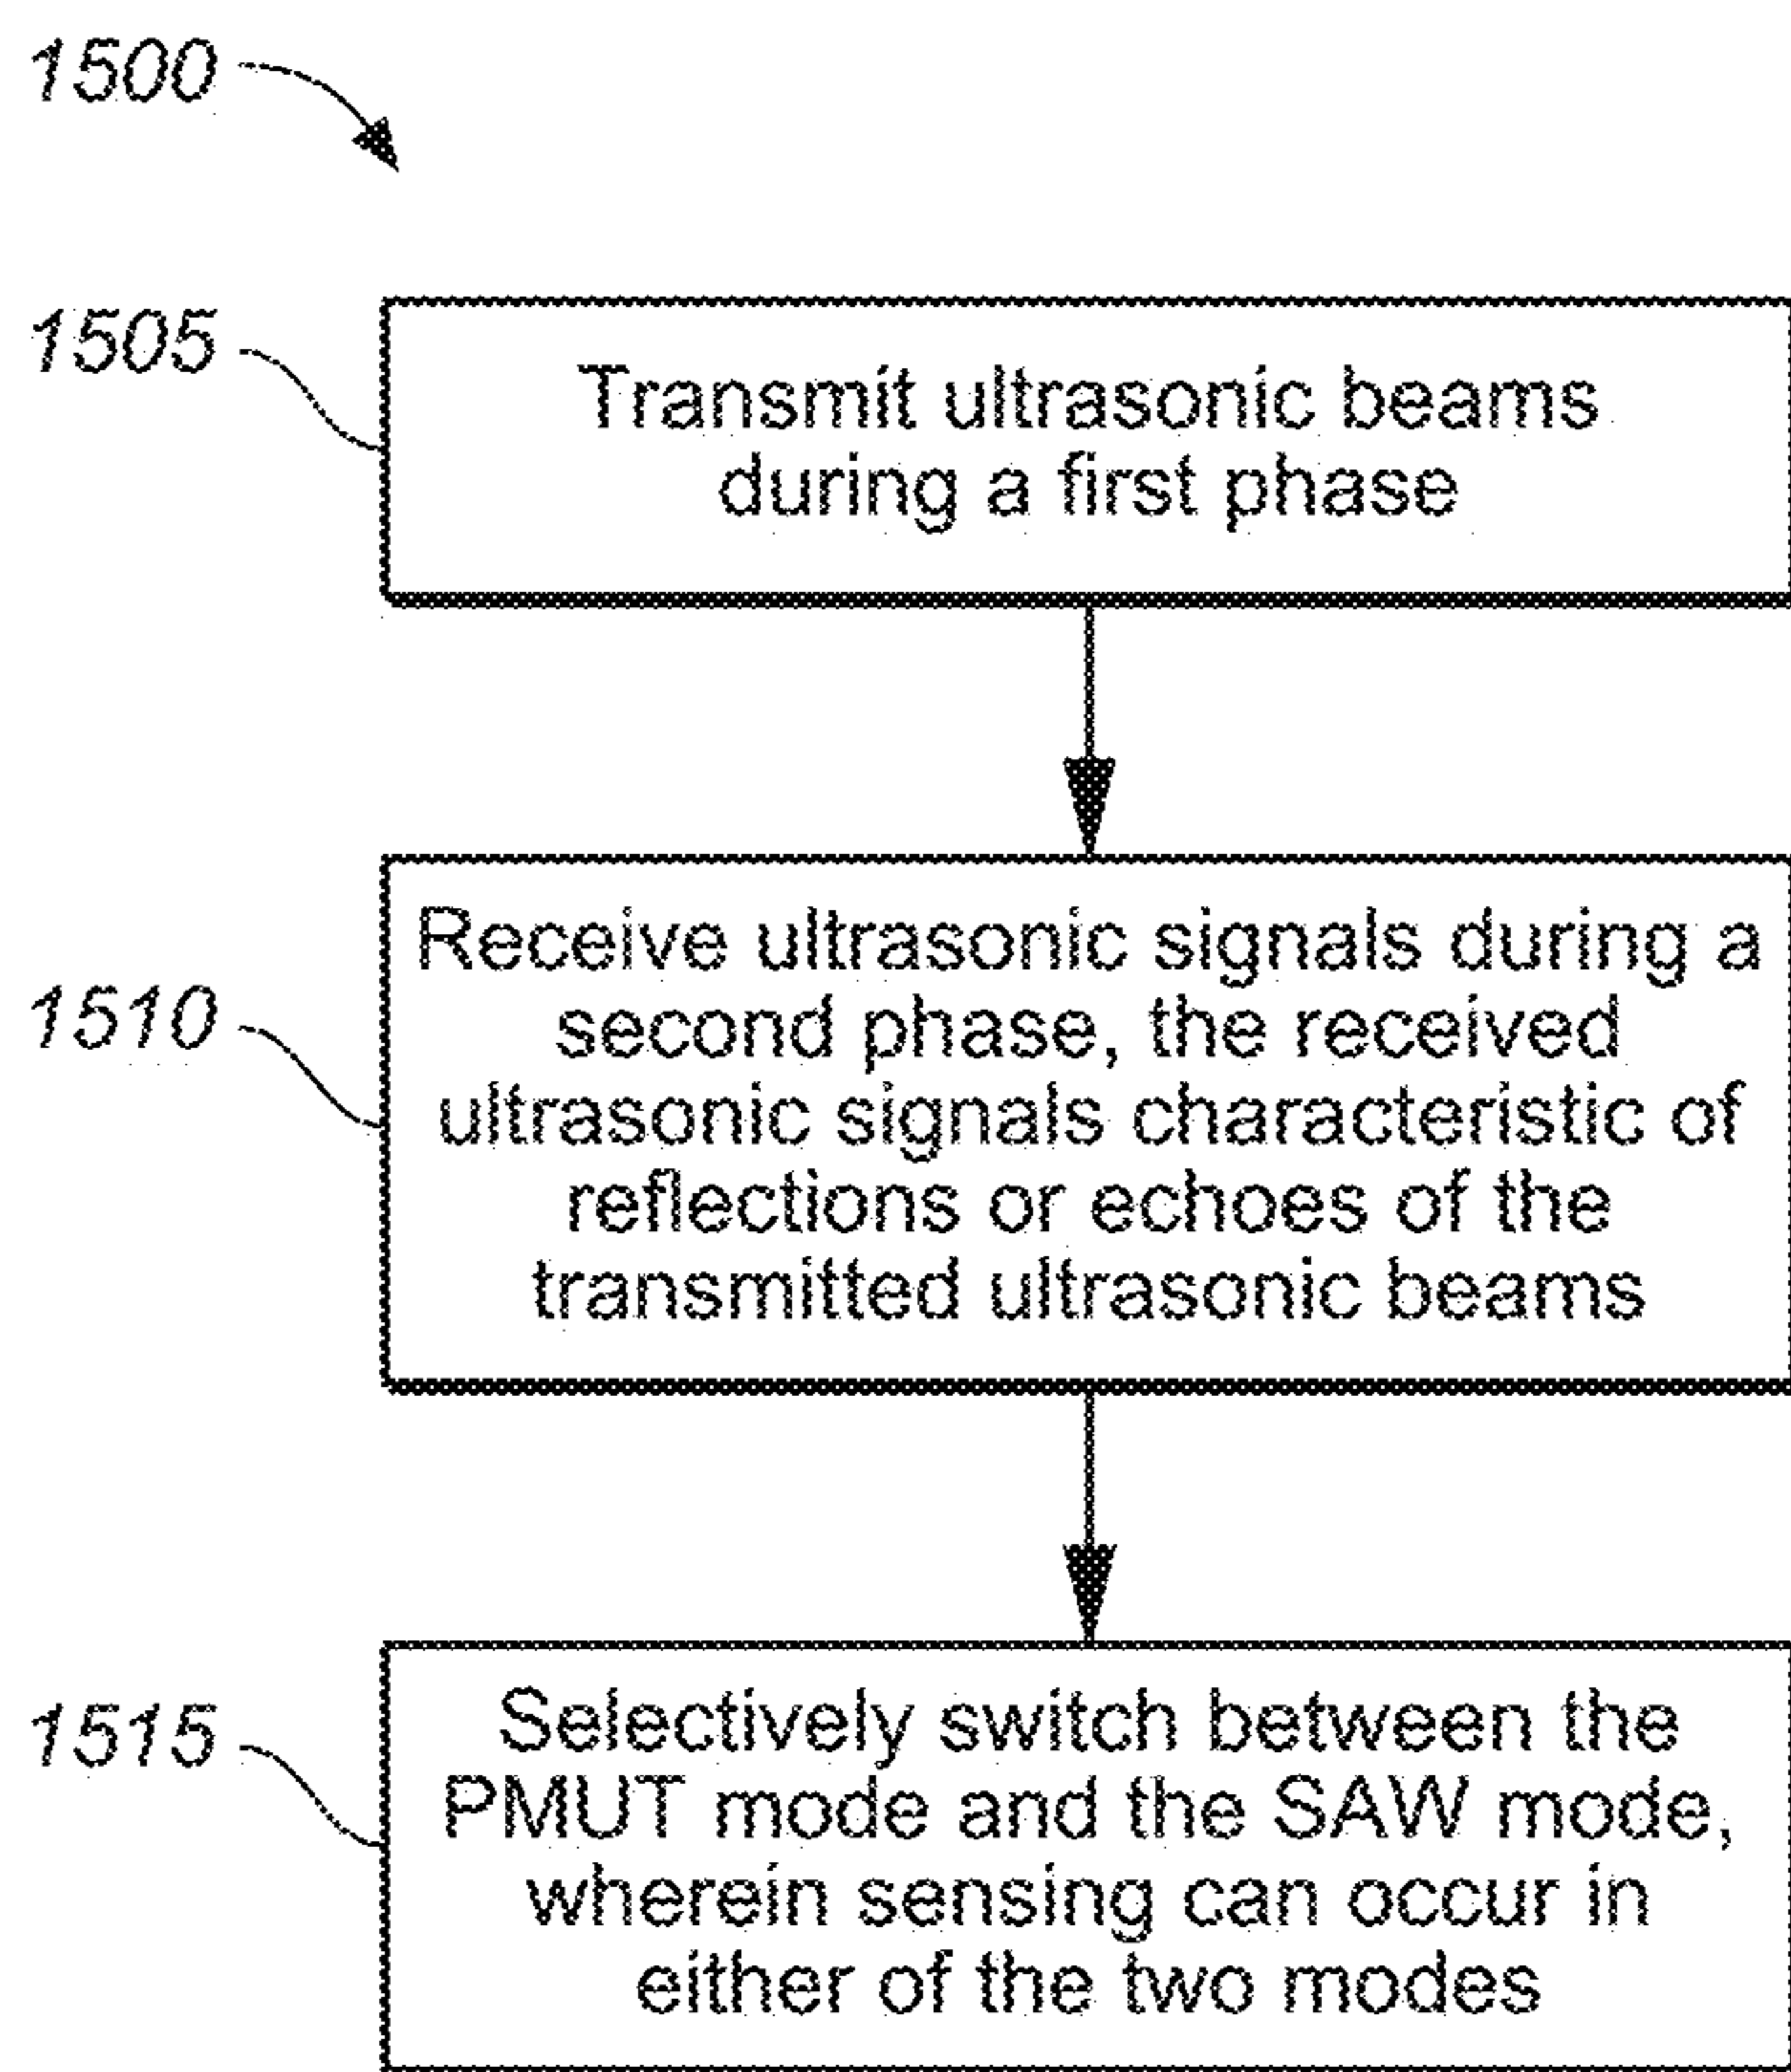 1500
1505
Transmit ultrasonic beams
during a first phase
1510
Receive ultrasonic signals during a
second phase, the received
ultrasonic signals characteristic of
reflections or echoes of the
transmitted ultrasonic beams
1515
Selectively switch between the
PMUT mode and the SAW mode,
wherein sensing can occur in
either of the two modes